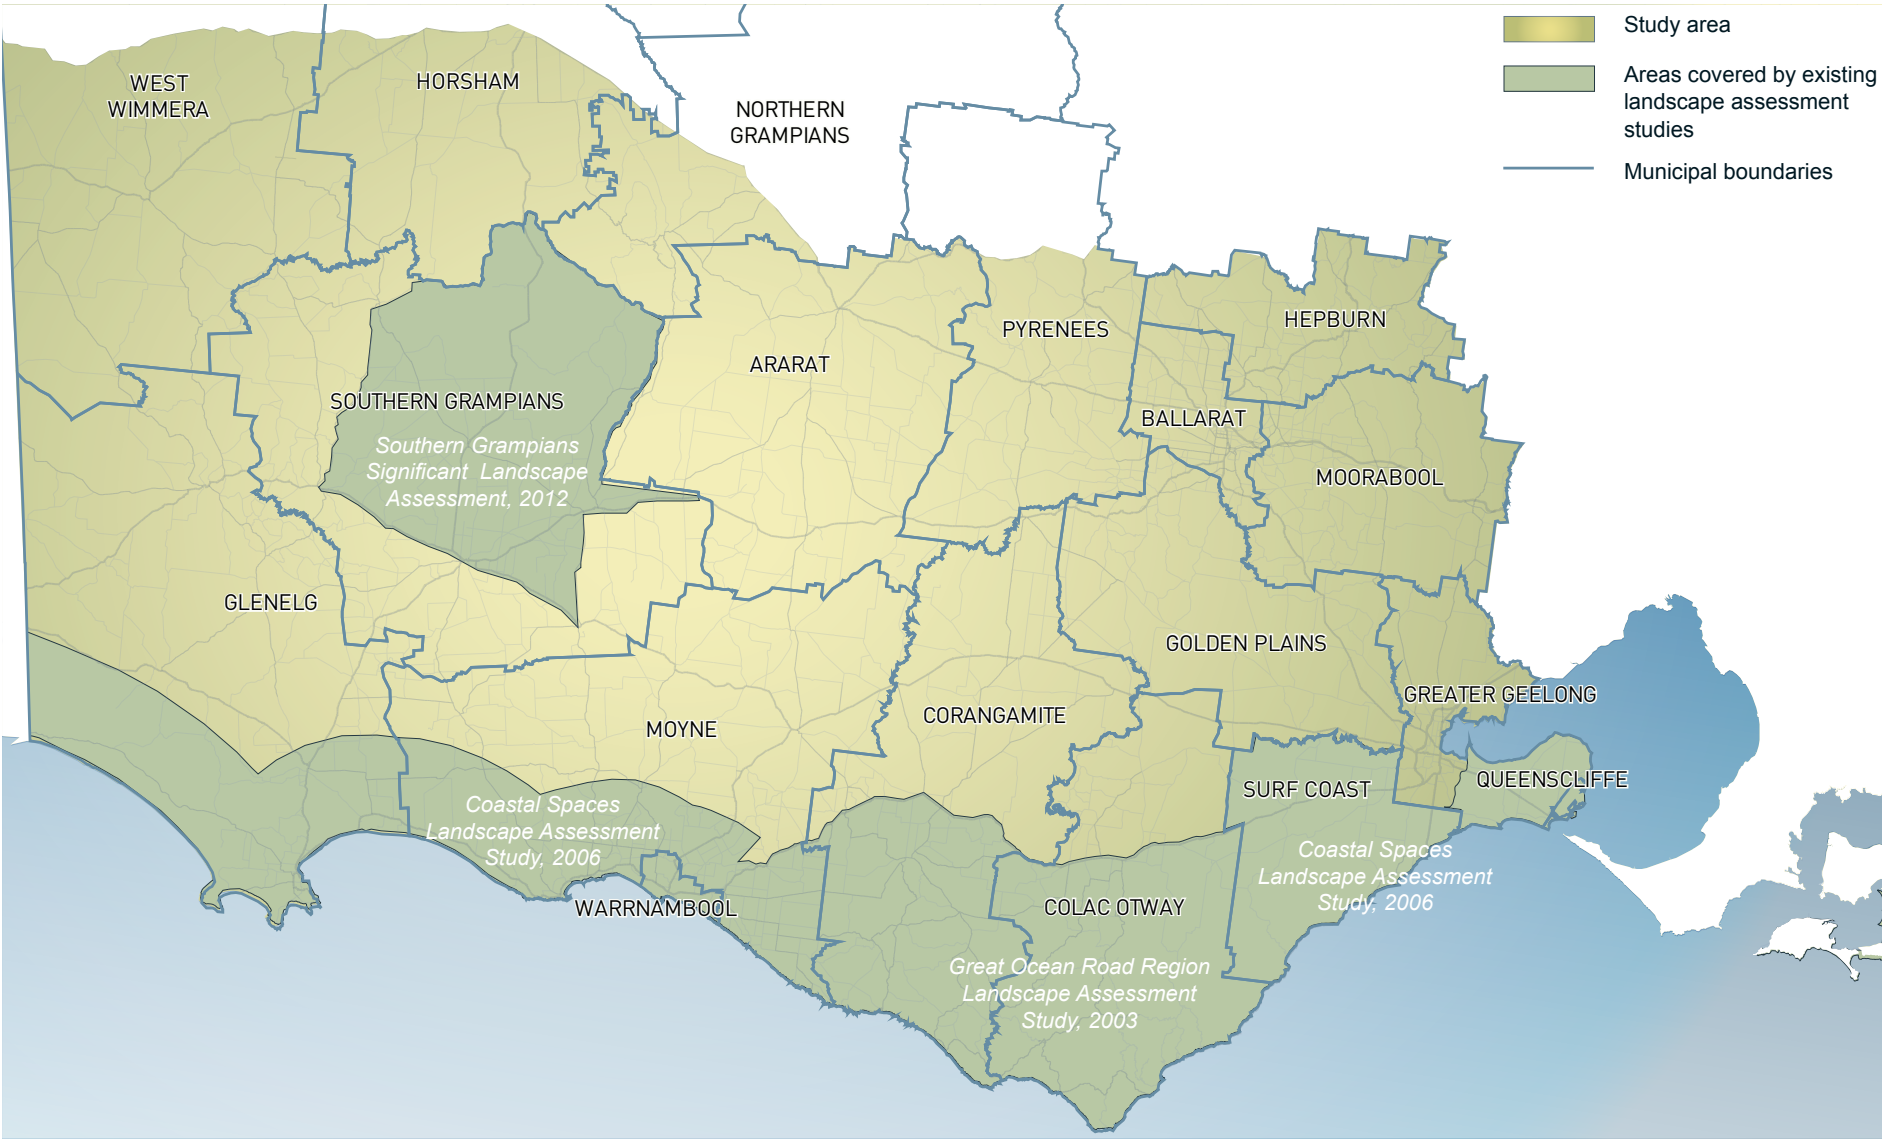 Study area
Areas covered by existing
landscape assessment
studies
Municipal boundaries
WEST
WIMMERA
HORSHAM
NORTHERN
GRAMPIANS
HEPBURN
PYRENEES
ARARAT
SOUTHERN GRAMPIANS
Southern Grampians
Significant Landscape
Assessment, 2012
BALLARAT
MOORABOOL
GLENELG
GOLDEN PLAINS
GREATER GEELONG
MOYNE
CORANGAMITE
QUEENSCLIFFE
SURF COAST
Coastal Spaces
Landscape Assessment
Study, 2006
Coastal Spaces
Landscape Assessment
Study, 2006
WARRNAMBOOL
COLAC OTWAY
Great Ocean Road Region
Landscape Assessment
Study, 2003